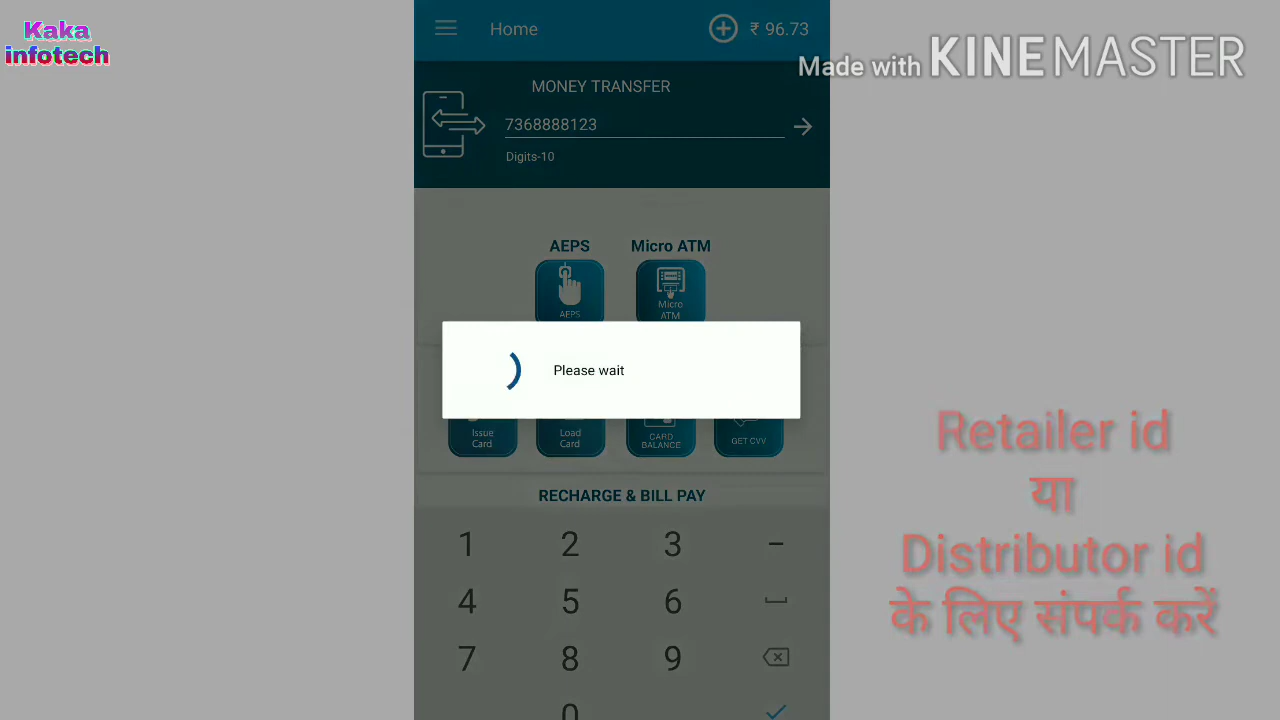 Kaka
infotech
Home
₹ 96.73
Made with KINEMASTER
MONEY TRANSFER
7368888123
Digits-10
AEPS
Micro ATM
AEPS
Micro
ATM
Please wait
Issue
Card
Load
Card
CARD
BALANCE
GET CVV
RECHARGE & BILL PAY
1 2 3 –
4 5 6
7 8 9
0
Retailer id
या
Distributor id
के लिए संपर्क करें